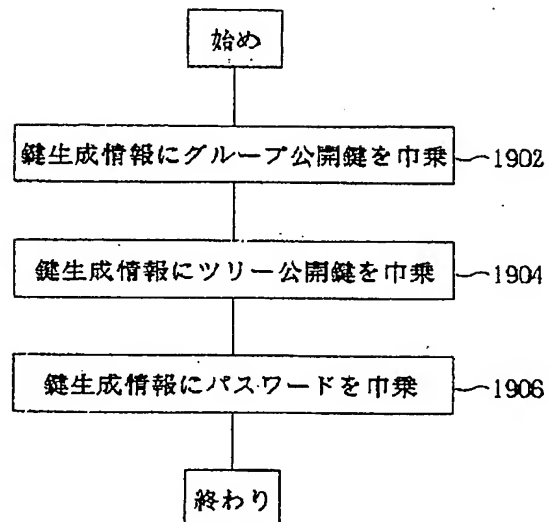 始め
鍵生成情報にグループ公開鍵を巾乗
1902
鍵生成情報にツリー公開鍵を巾乗
1904
鍵生成情報にパスワードを巾乗
1906
終わり